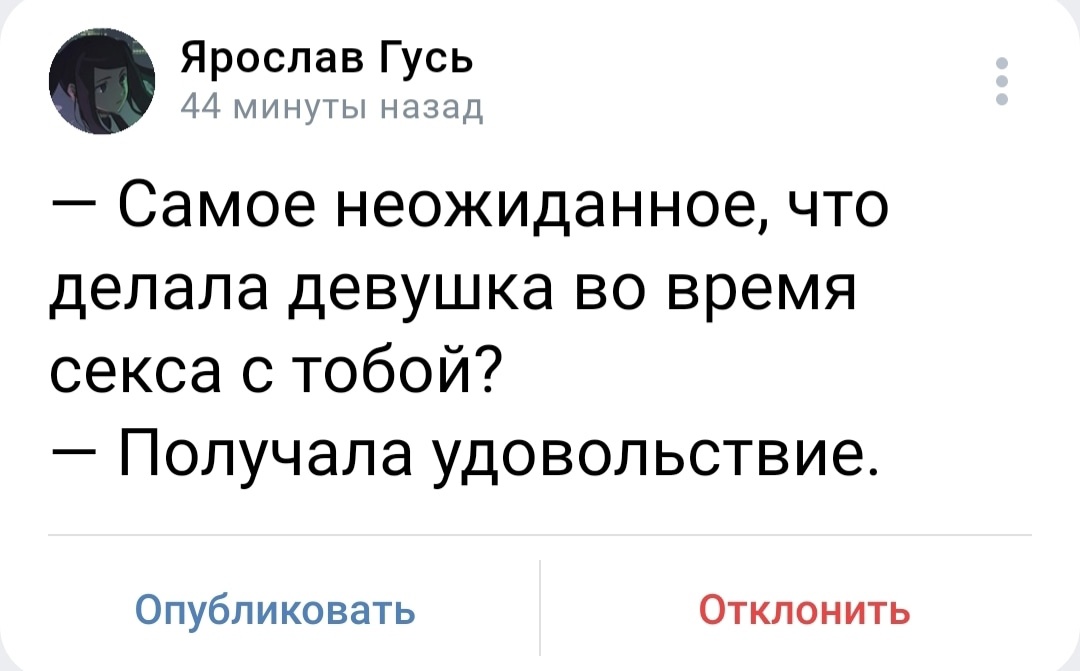 Ярослав Гусь
44 минуты назад
— Самое неожиданное, что
делала девушка во время
секса с тобой?
— Получала удовольствие.
Опубликовать
Отклонить